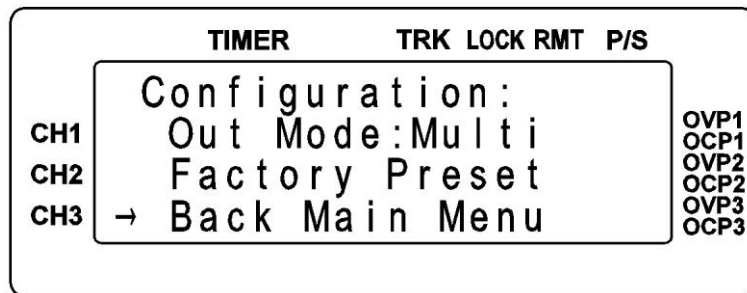 TIMER TRK LOCK RMT P/S
Configuration:
CH1 Out Mode:Multi OVP1
OCP1
CH2 Factory Preset OVP2
OCP2
CH3 → Back Main Menu OVP3
OCP3